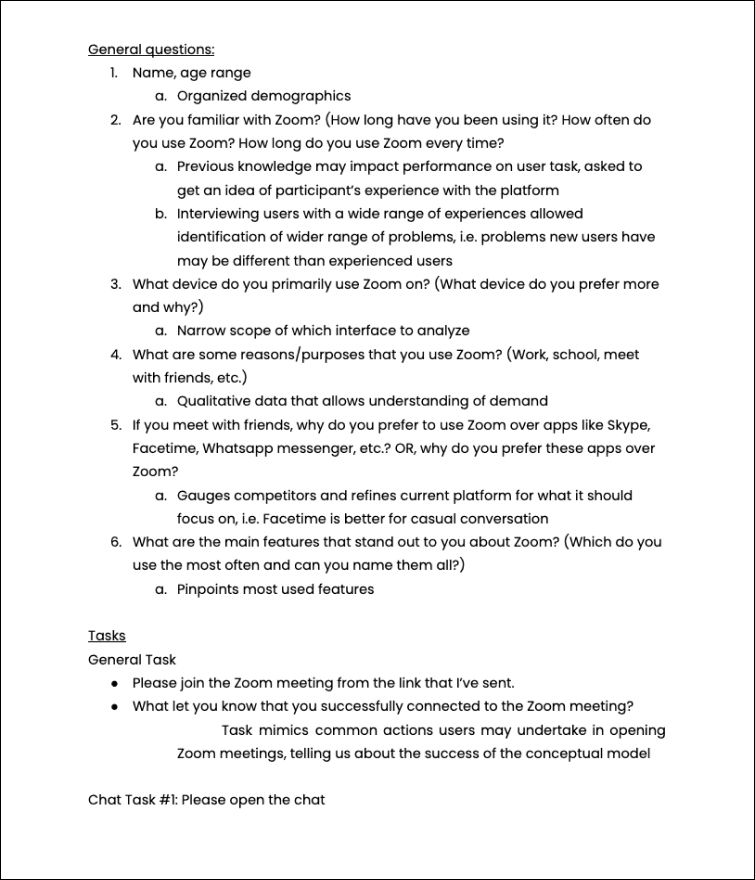 General questions:
1. Name, age range
a. Organized demographics
2. Are you familiar with Zoom? (How long have you been using it? How often do
you use Zoom? How long do you use Zoom every time?
a. Previous knowledge may impact performance on user task, asked to
get an idea of participant's experience with the platform
b. Interviewing users with a wide range of experiences allowed
identification of wider range of problems, i.e. problems new users have
may be different than experienced users
3. What device do you primarily use Zoom on? (What device do you prefer more
and why?)
a. Narrow scope of which interface to analyze
4. What are some reasons/purposes that you use Zoom? (Work, school, meet
with friends, etc.)
a. Qualitative data that allows understanding of demand
5. If you meet with friends, why do you prefer to use Zoom over apps like Skype,
Facetime, Whatsapp messenger, etc.? OR, why do you prefer these apps over
Zoom?
a. Gauges competitors and refines current platform for what it should
focus on, i.e. Facetime is better for casual conversation
6. What are the main features that stand out to you about Zoom? (Which do you
use the most often and can you name them all?)
a. Pinpoints most used features
Tasks
General Task
● Please join the Zoom meeting from the link that I've sent.
● What let you know that you successfully connected to the Zoom meeting?
Task mimics common actions users may undertake in opening
Zoom meetings, telling us about the success of the conceptual model
Chat Task #1: Please open the chat